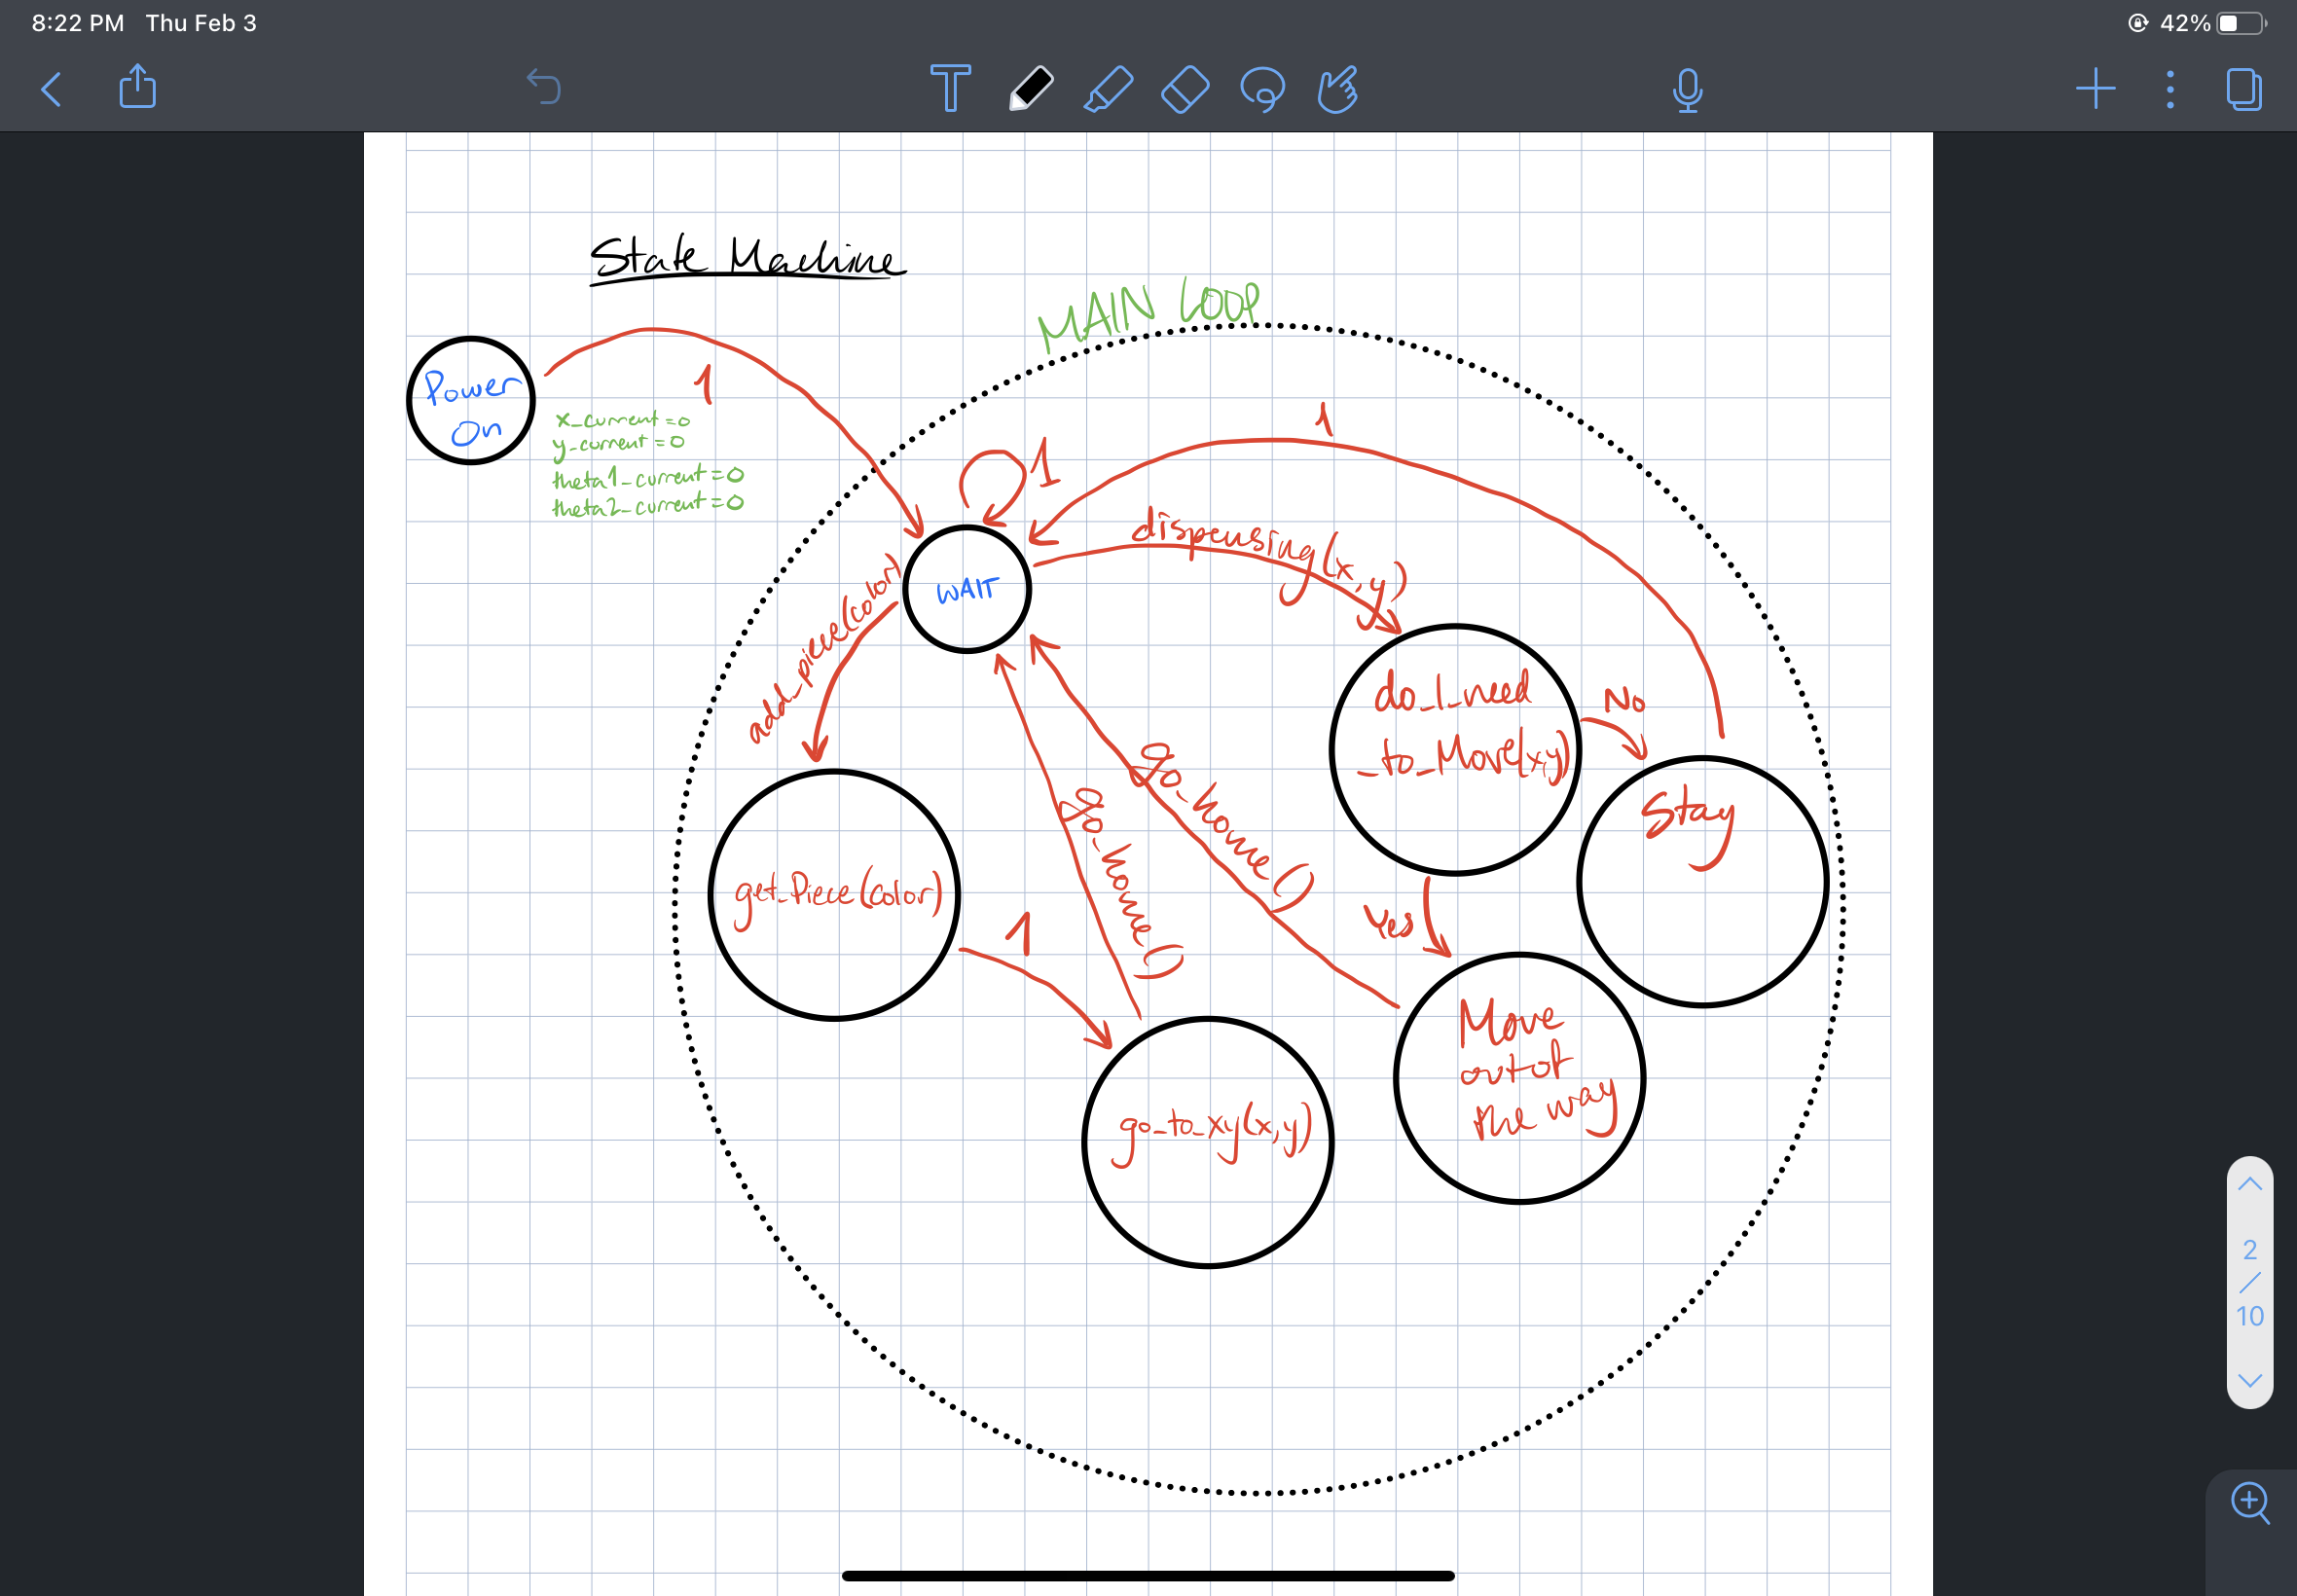 8:22 PM Thu Feb 3
42%
State Machine
MAIN LOOP
Power
On
1
x_current=0
y_current=0
theta1_current=0
theta2_current=0
1
1
dispensing(x,y)
WAIT
add_piece(color)
do_I_need
_to_Move(x,y)
No
Stay
go_home()
go_home()
get_Piece(color)
1
Yes
Move
out of
the way
go_to_xy(x,y)
2
/
10